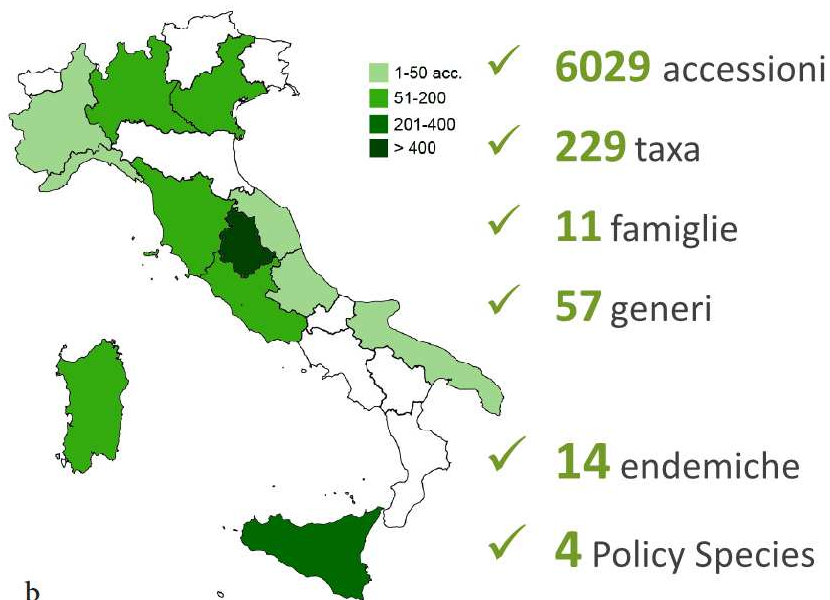 1-50 acc.
51-200
201-400
> 400
✓ 6029 accessioni
✓ 229 taxa
✓ 11 famiglie
✓ 57 generi
✓ 14 endemiche
✓ 4 Policy Species
b